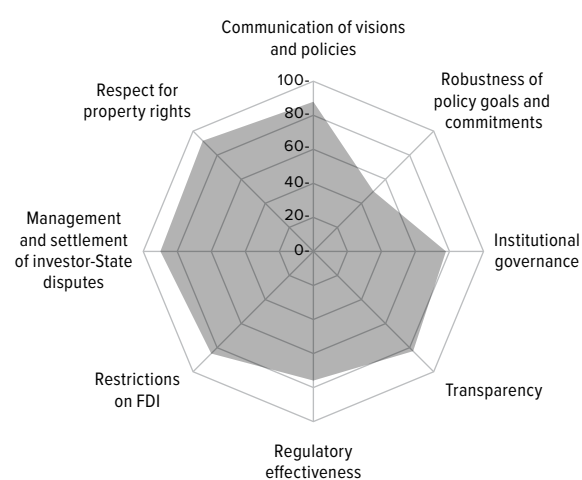 Communication of visions
and policies
Robustness of
policy goals and
commitments
Institutional
governance
Transparency
Regulatory
effectiveness
Restrictions
on FDI
Management
and settlement
of investor-State
disputes
Respect for
property rights
100-
80-
60-
40-
20-
0-